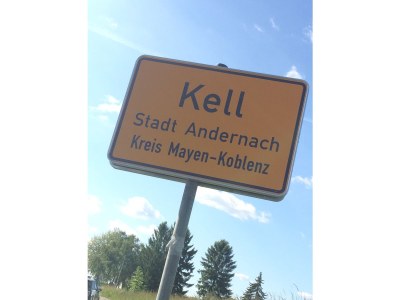 Kell
Stadt Andernach
Kreis Mayen-Koblenz